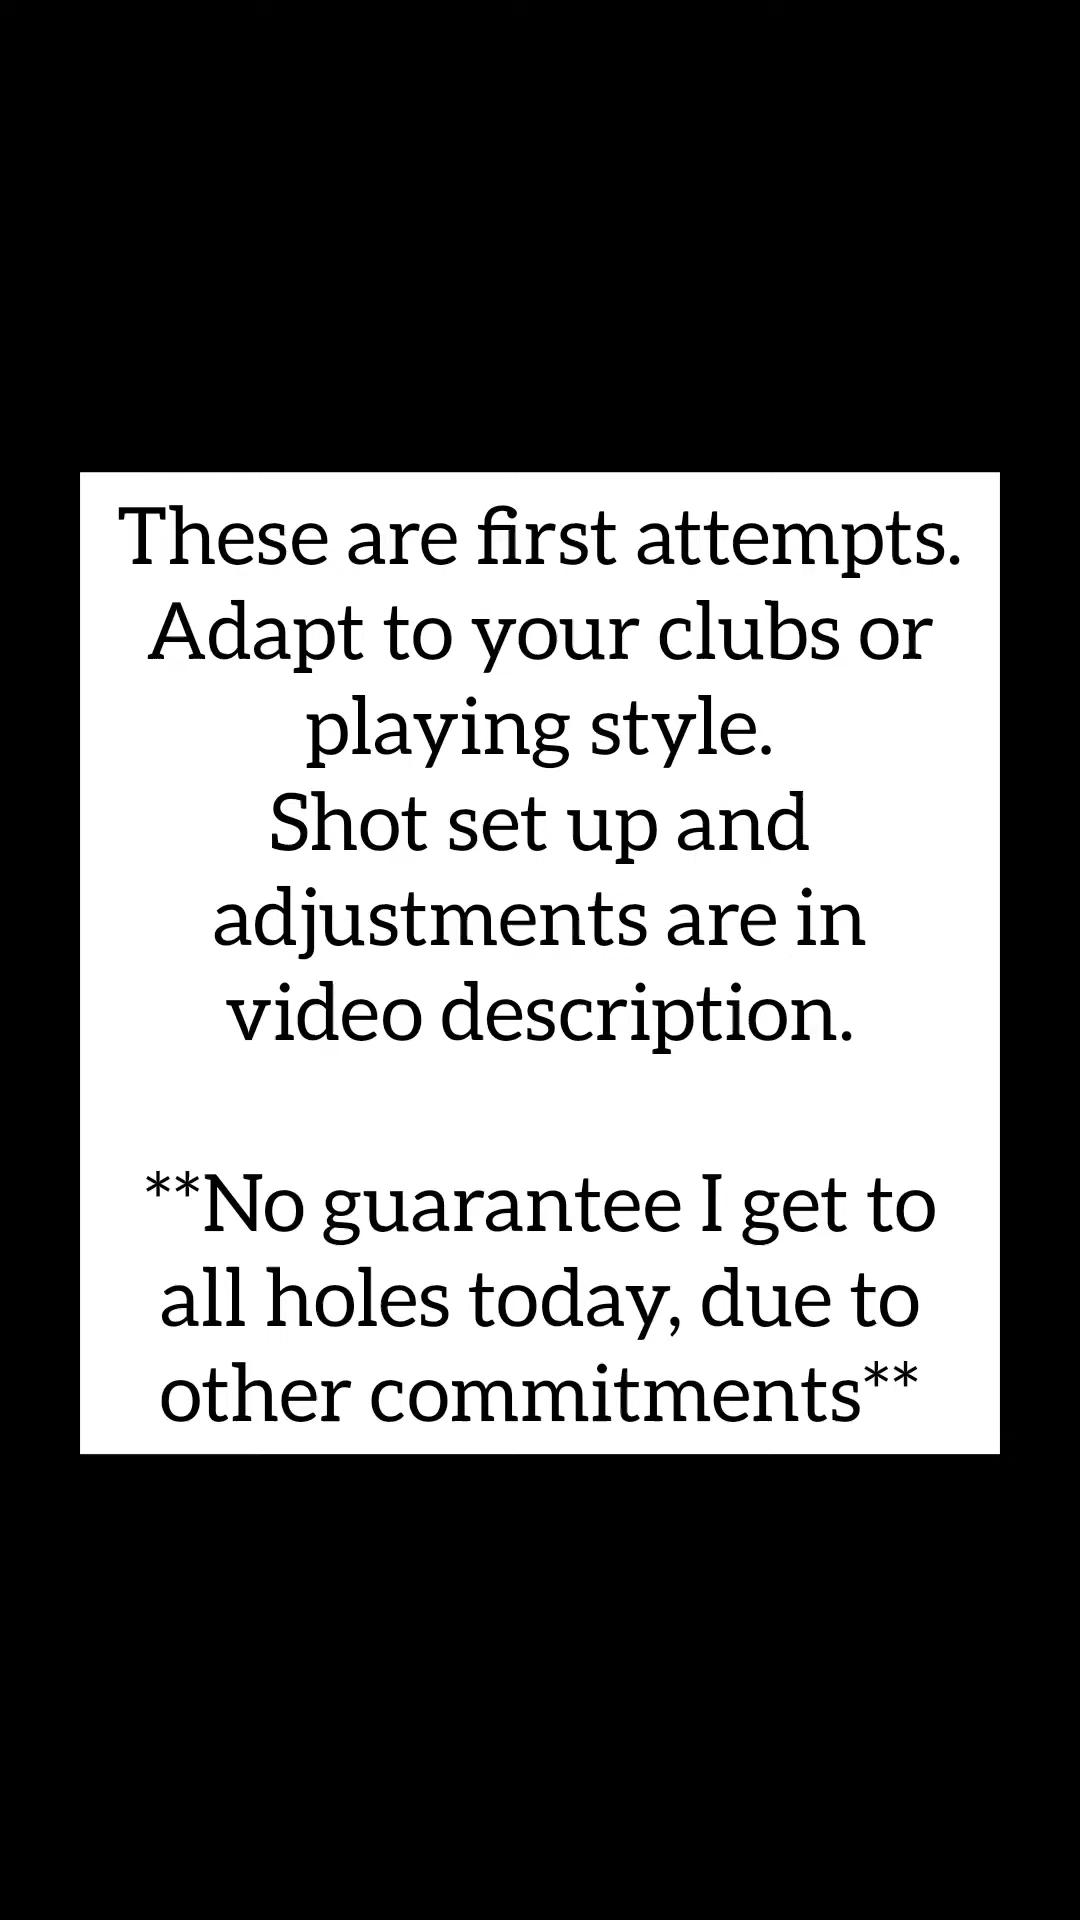 These are first attempts.
Adapt to your clubs or
playing style.
Shot set up and
adjustments are in
video description.
**No guarantee I get to
all holes today, due to
other commitments**